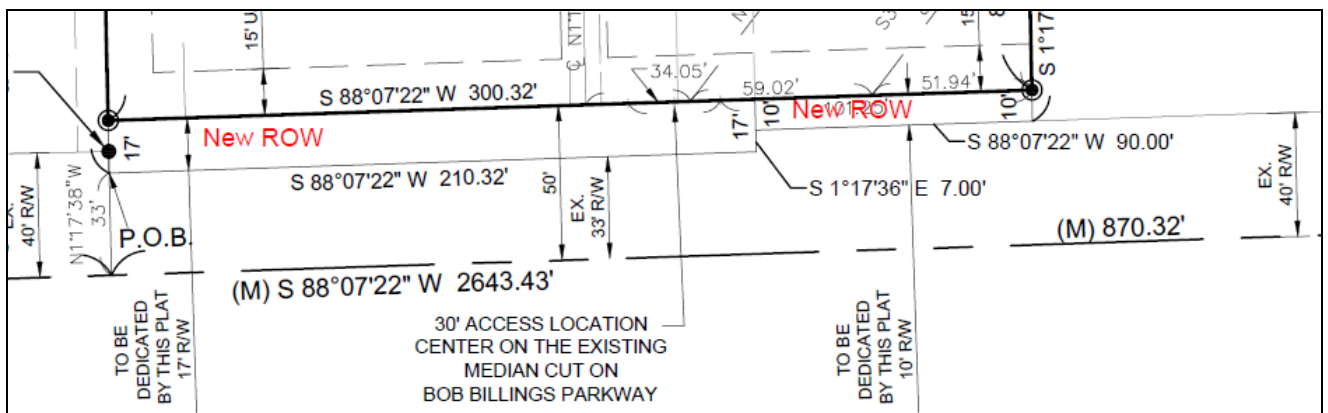 15' U
₠ N1°1
15
8
S 1°17
34.05'
59.02'
51.94'
S 88°07'22" W 300.32'
17'
New ROW
17'
10'
New ROW
10'
S 88°07'22" W 90.00'
S 88°07'22" W 210.32'
50'
S 1°17'36" E 7.00'
EX.
33' R/W
EX.
40' R/W
EX.
40' R/W
N1°17'38"W
33'
P.O.B.
(M) 870.32'
(M) S 88°07'22" W 2643.43'
TO BE
DEDICATED
BY THIS PLAT
17' R/W
30' ACCESS LOCATION
CENTER ON THE EXISTING
MEDIAN CUT ON
BOB BILLINGS PARKWAY
TO BE
DEDICATED
BY THIS PLAT
10' R/W